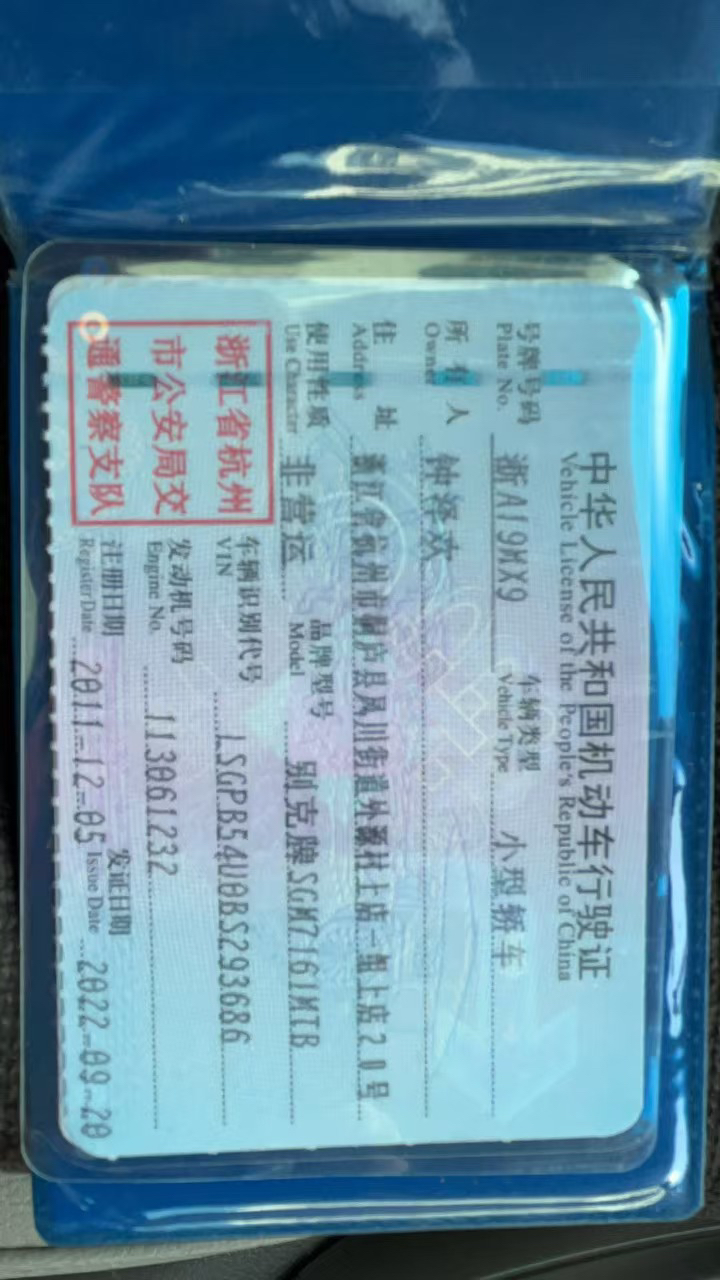 中华人民共和国机动车行驶证
Vehicle License of the People's Republic of China
号牌号码 浙A19MX9 车辆类型 小型轿车
Plate No. Vehicle Type
所有人 钟泽欢
Owner
住址 浙江省杭州市桐庐县凤川街道外源村上店一组上店20号
Address
使用性质 非营运 品牌型号 别克牌SGM7161MTB
Use Character Model
浙江省杭州
市公安局交
通警察支队
车辆识别代号 LSGPB54U0BS293686
VIN
发动机号码 113061232
Engine No.
注册日期 2011-12-05 发证日期 2022-09-20
Register Date Issue Date